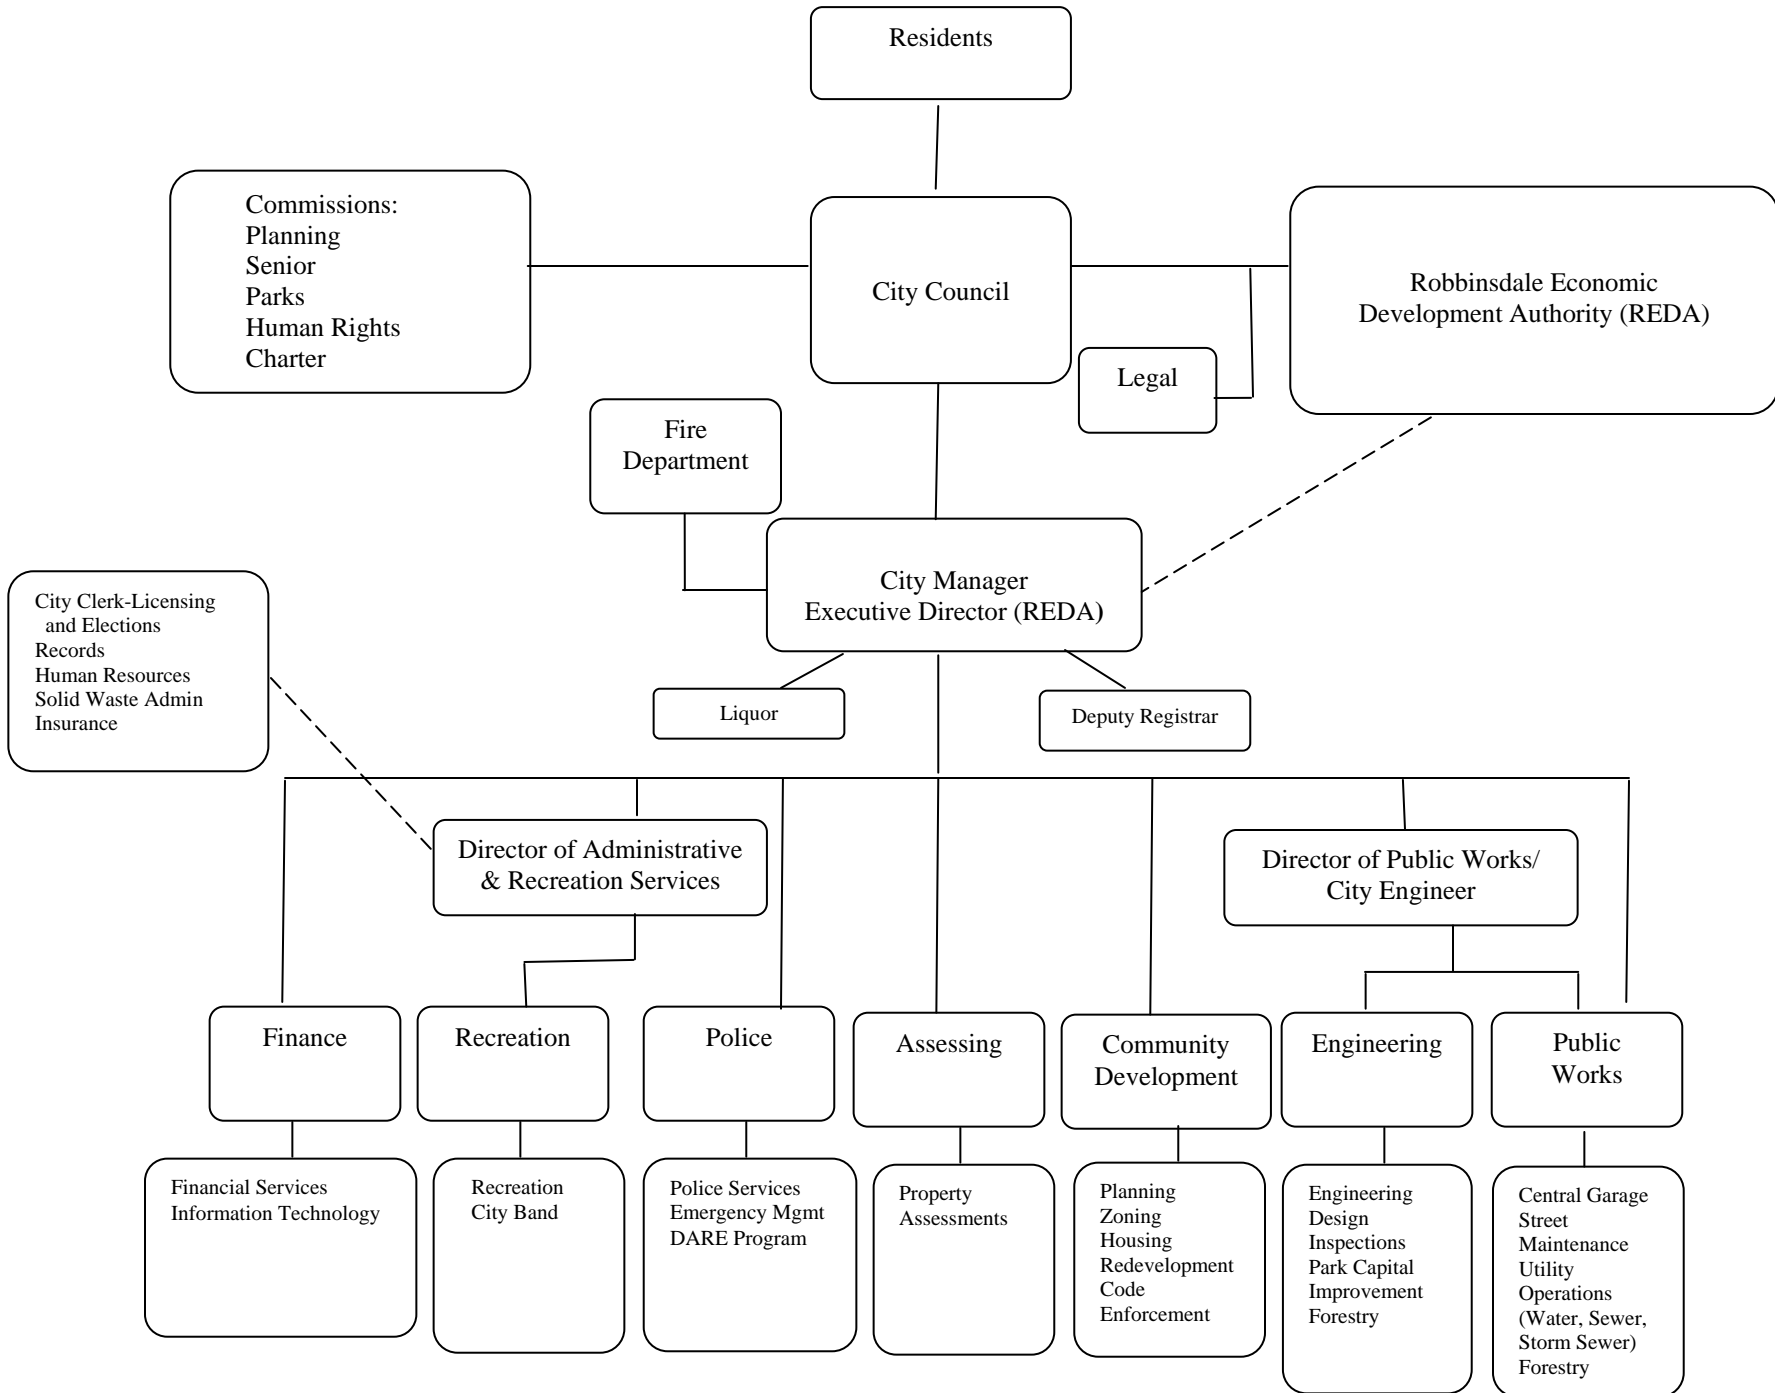 Residents
Commissions:
Planning
Senior
Parks
Human Rights
Charter
City Council
Robbinsdale Economic
Development Authority (REDA)
Legal
Fire
Department
City Manager
Executive Director (REDA)
City Clerk-Licensing
and Elections
Records
Human Resources
Solid Waste Admin
Insurance
Liquor
Deputy Registrar
Director of Administrative
& Recreation Services
Director of Public Works/
City Engineer
Finance
Recreation
Police
Assessing
Community
Development
Engineering
Public
Works
Financial Services
Information Technology
Recreation
City Band
Police Services
Emergency Mgmt
DARE Program
Property
Assessments
Planning
Zoning
Housing
Redevelopment
Code
Enforcement
Engineering
Design
Inspections
Park Capital
Improvement
Forestry
Central Garage
Street
Maintenance
Utility
Operations
(Water, Sewer,
Storm Sewer)
Forestry